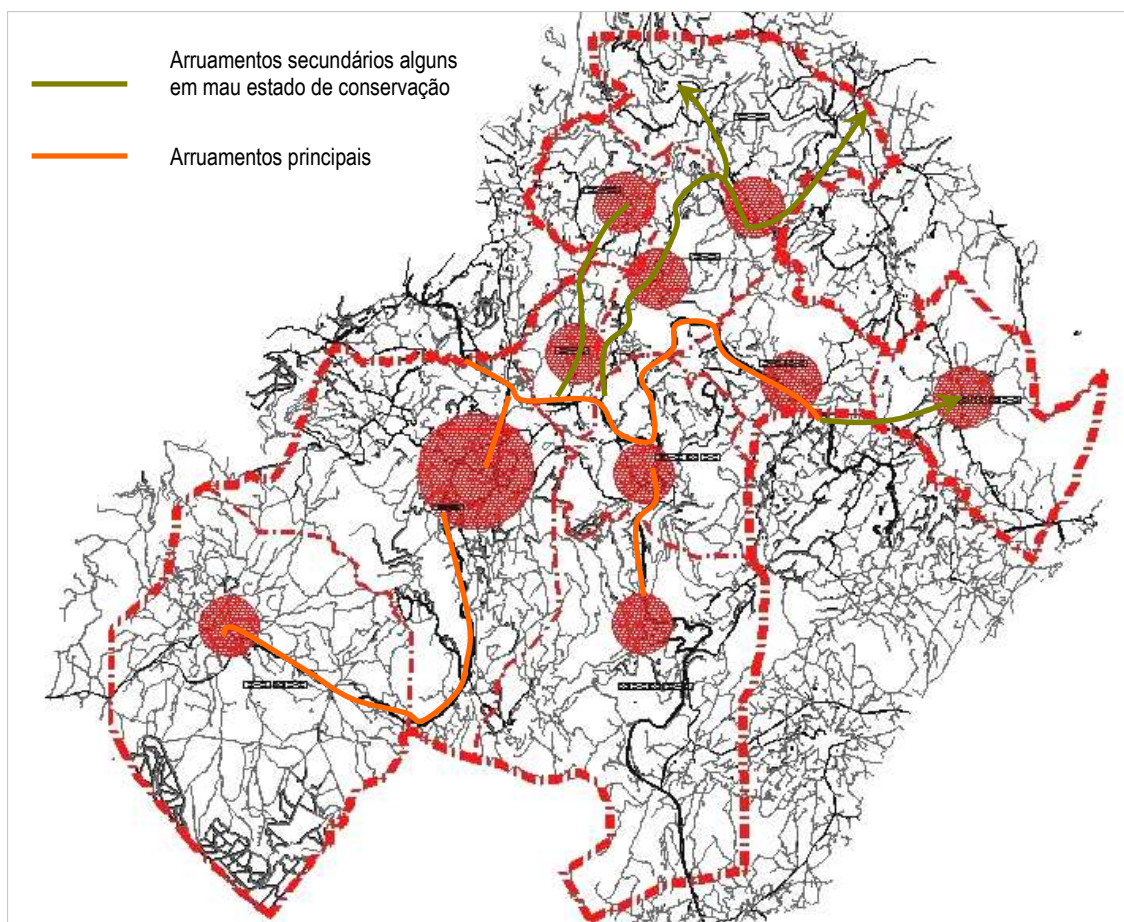 Arruamentos secundários alguns
em mau estado de conservação
Arruamentos principais